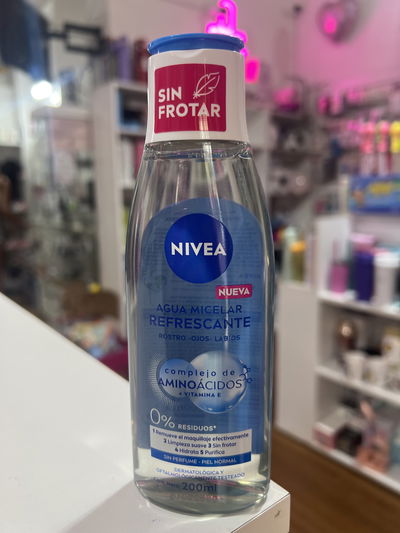 SIN
FROTAR
NIVEA
NUEVA
AGUA MICELAR
REFRESCANTE
ROSTRO -OJOS- LABIOS
complejo de
AMINOÁCIDOS
+ VITAMINA E
0% RESIDUOS*
1 Remueve el maquillaje efectivamente
2 Limpieza suave 3 Sin frotar
4 Hidrata 5 Purifica
SIN PERFUME - PIEL NORMAL
DERMATOLÓGICA Y
OFTALMOLÓGICAMENTE TESTEADO
200ml